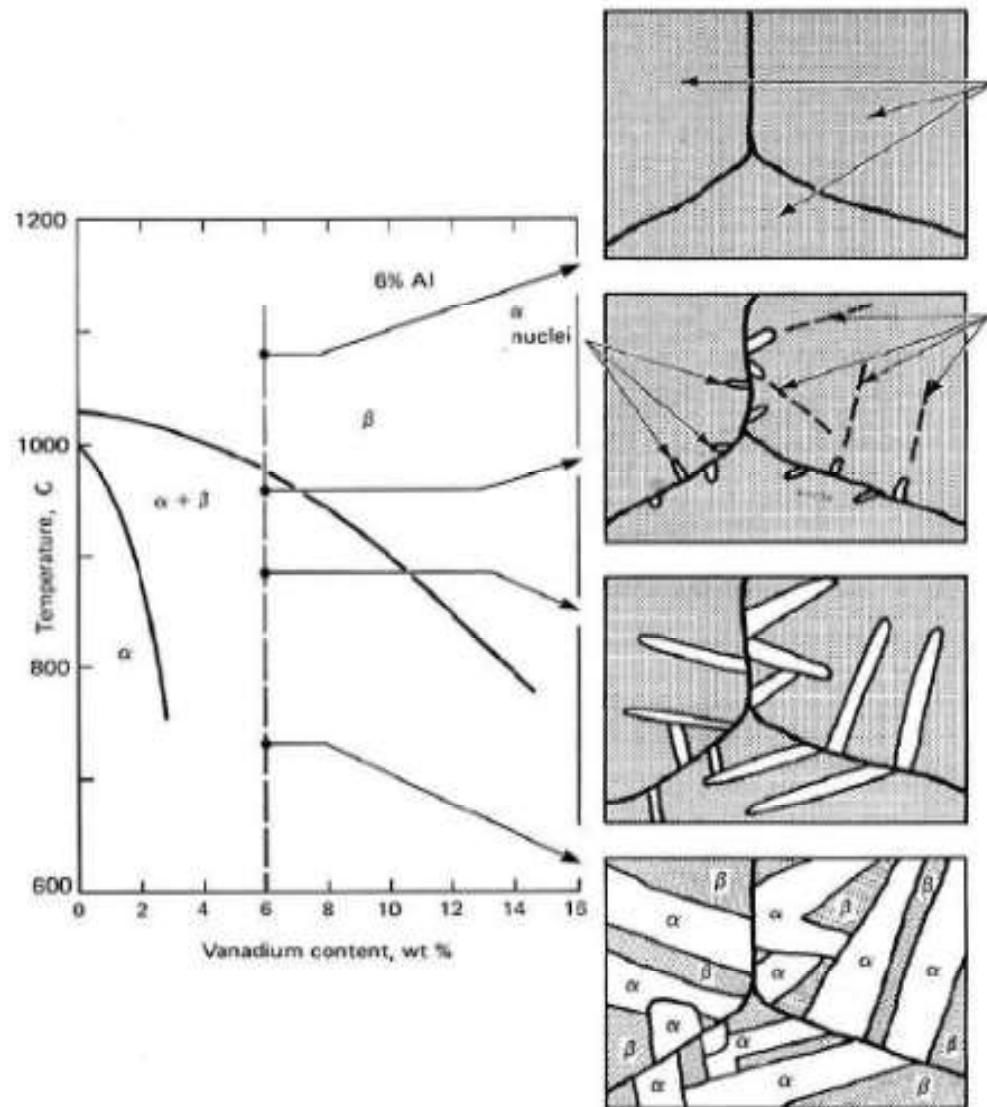 1200
6% Al
α
nuclei
β
1000
α + β
Temperature, C
α
800
600
0 2 4 6 8 10 12 14 16
Vanadium content, wt %
β
α
β
β
α
β
α
α
α
α
α
β
α
α
β
β